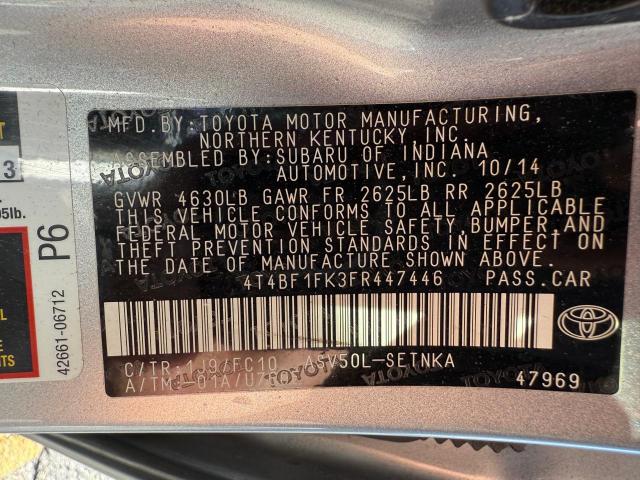 MFD.BY:TOYOTA MOTOR MANUFACTURING,
NORTHERN KENTUCKY, INC.
ASSEMBLED BY:SUBARU OF INDIANA
AUTOMOTIVE, INC. 10/14
GVWR 4630LB GAWR FR 2625LB RR 2625LB
THIS VEHICLE CONFORMS TO ALL APPLICABLE
FEDERAL MOTOR VEHICLE SAFETY, BUMPER,AND
THEFT PREVENTION STANDARDS IN EFFECT ON
THE DATE OF MANUFACTURE SHOWN ABOVE.
4T4BF1FK3FR447446 PASS.CAR
C/TR: ASV50L-SETNKA
A/TM:
47969
P6
42661-06712